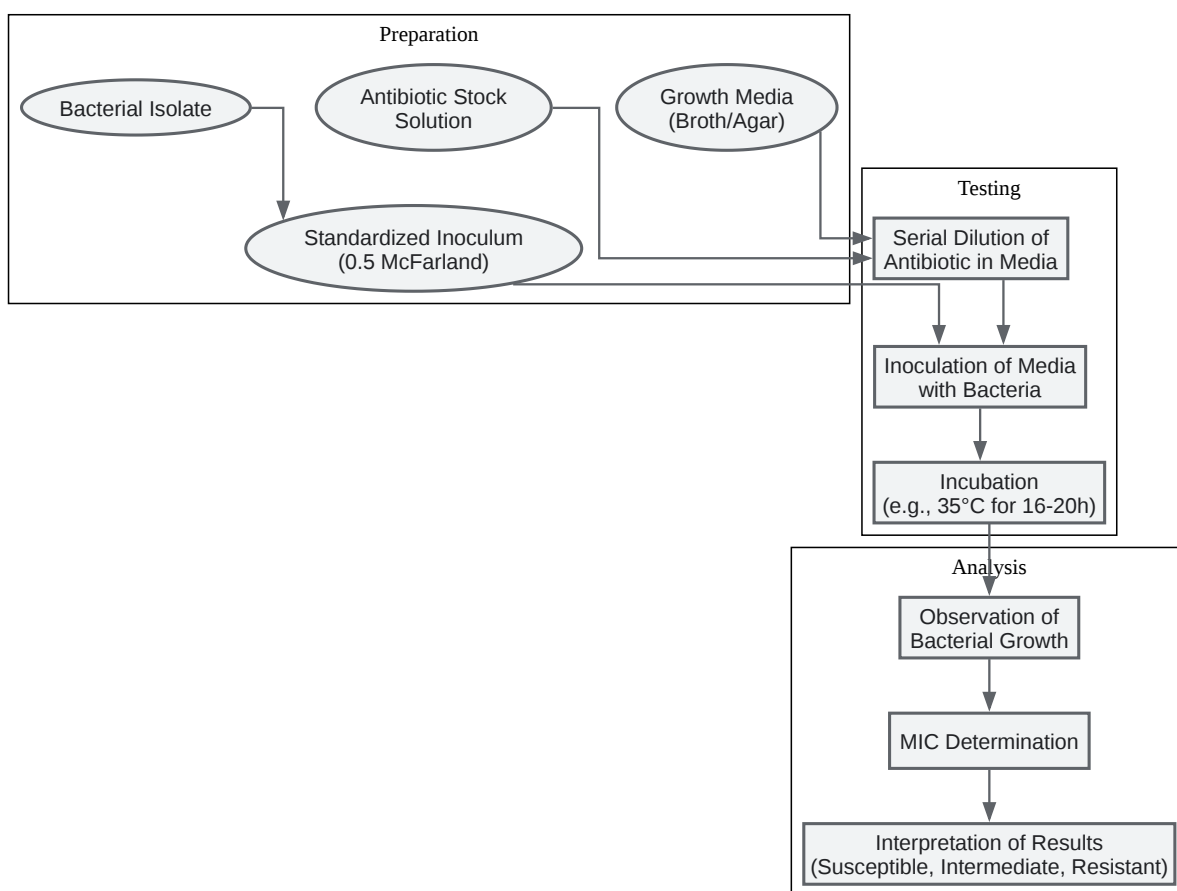 Preparation
Bacterial Isolate
Antibiotic Stock
Solution
Growth Media
(Broth/Agar)
Standardized Inoculum
(0.5 McFarland)
Testing
Serial Dilution of
Antibiotic in Media
Inoculation of Media
with Bacteria
Incubation
(e.g., 35°C for 16-20h)
Analysis
Observation of
Bacterial Growth
MIC Determination
Interpretation of Results
(Susceptible, Intermediate, Resistant)